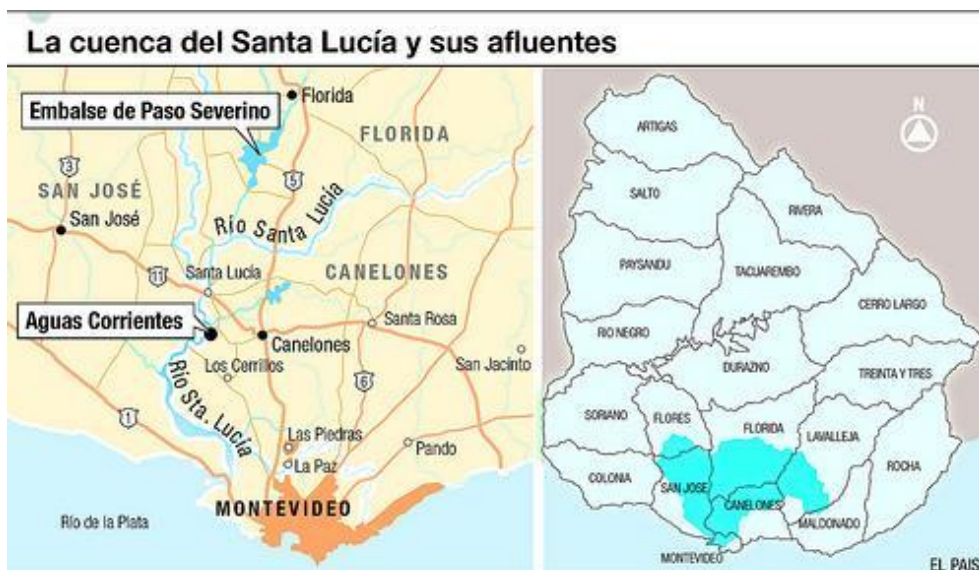 La cuenca del Santa Lucía y sus afluentes
Embalse de Paso Severino
Florida
FLORIDA
3
5
SAN JOSÉ
San José
Río Santa Lucía
11
Santa Lucía
CANELONES
Aguas Corrientes
Canelones
Santa Rosa
Los Cerrillos
San Jacinto
6
Río Sta. Lucía
1
Las Piedras
Pando
La Paz
MONTEVIDEO
Río de la Plata
N
ARTIGAS
SALTO
RIVERA
PAYSANDU
TACUAREMBO
CERRO LARGO
RIO NEGRO
DURAZNO
TREINTA Y TRES
SORIANO
FLORES
FLORIDA
LAVALLEJA
COLONIA
SAN JOSE
CANELONES
ROCHA
MALDONADO
MONTEVIDEO
EL PAIS